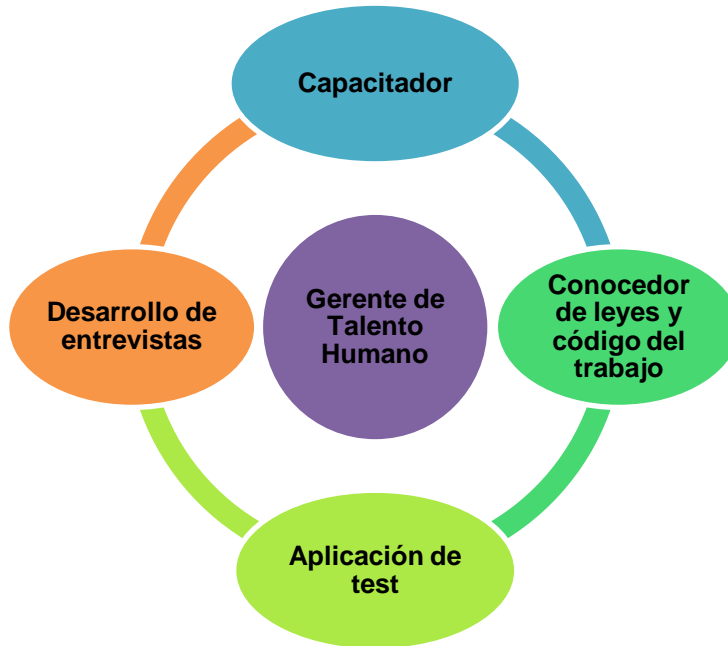 Capacitador
Desarrollo de
entrevistas
Gerente de
Talento
Humano
Conocedor
de leyes y
código del
trabajo
Aplicación de
test